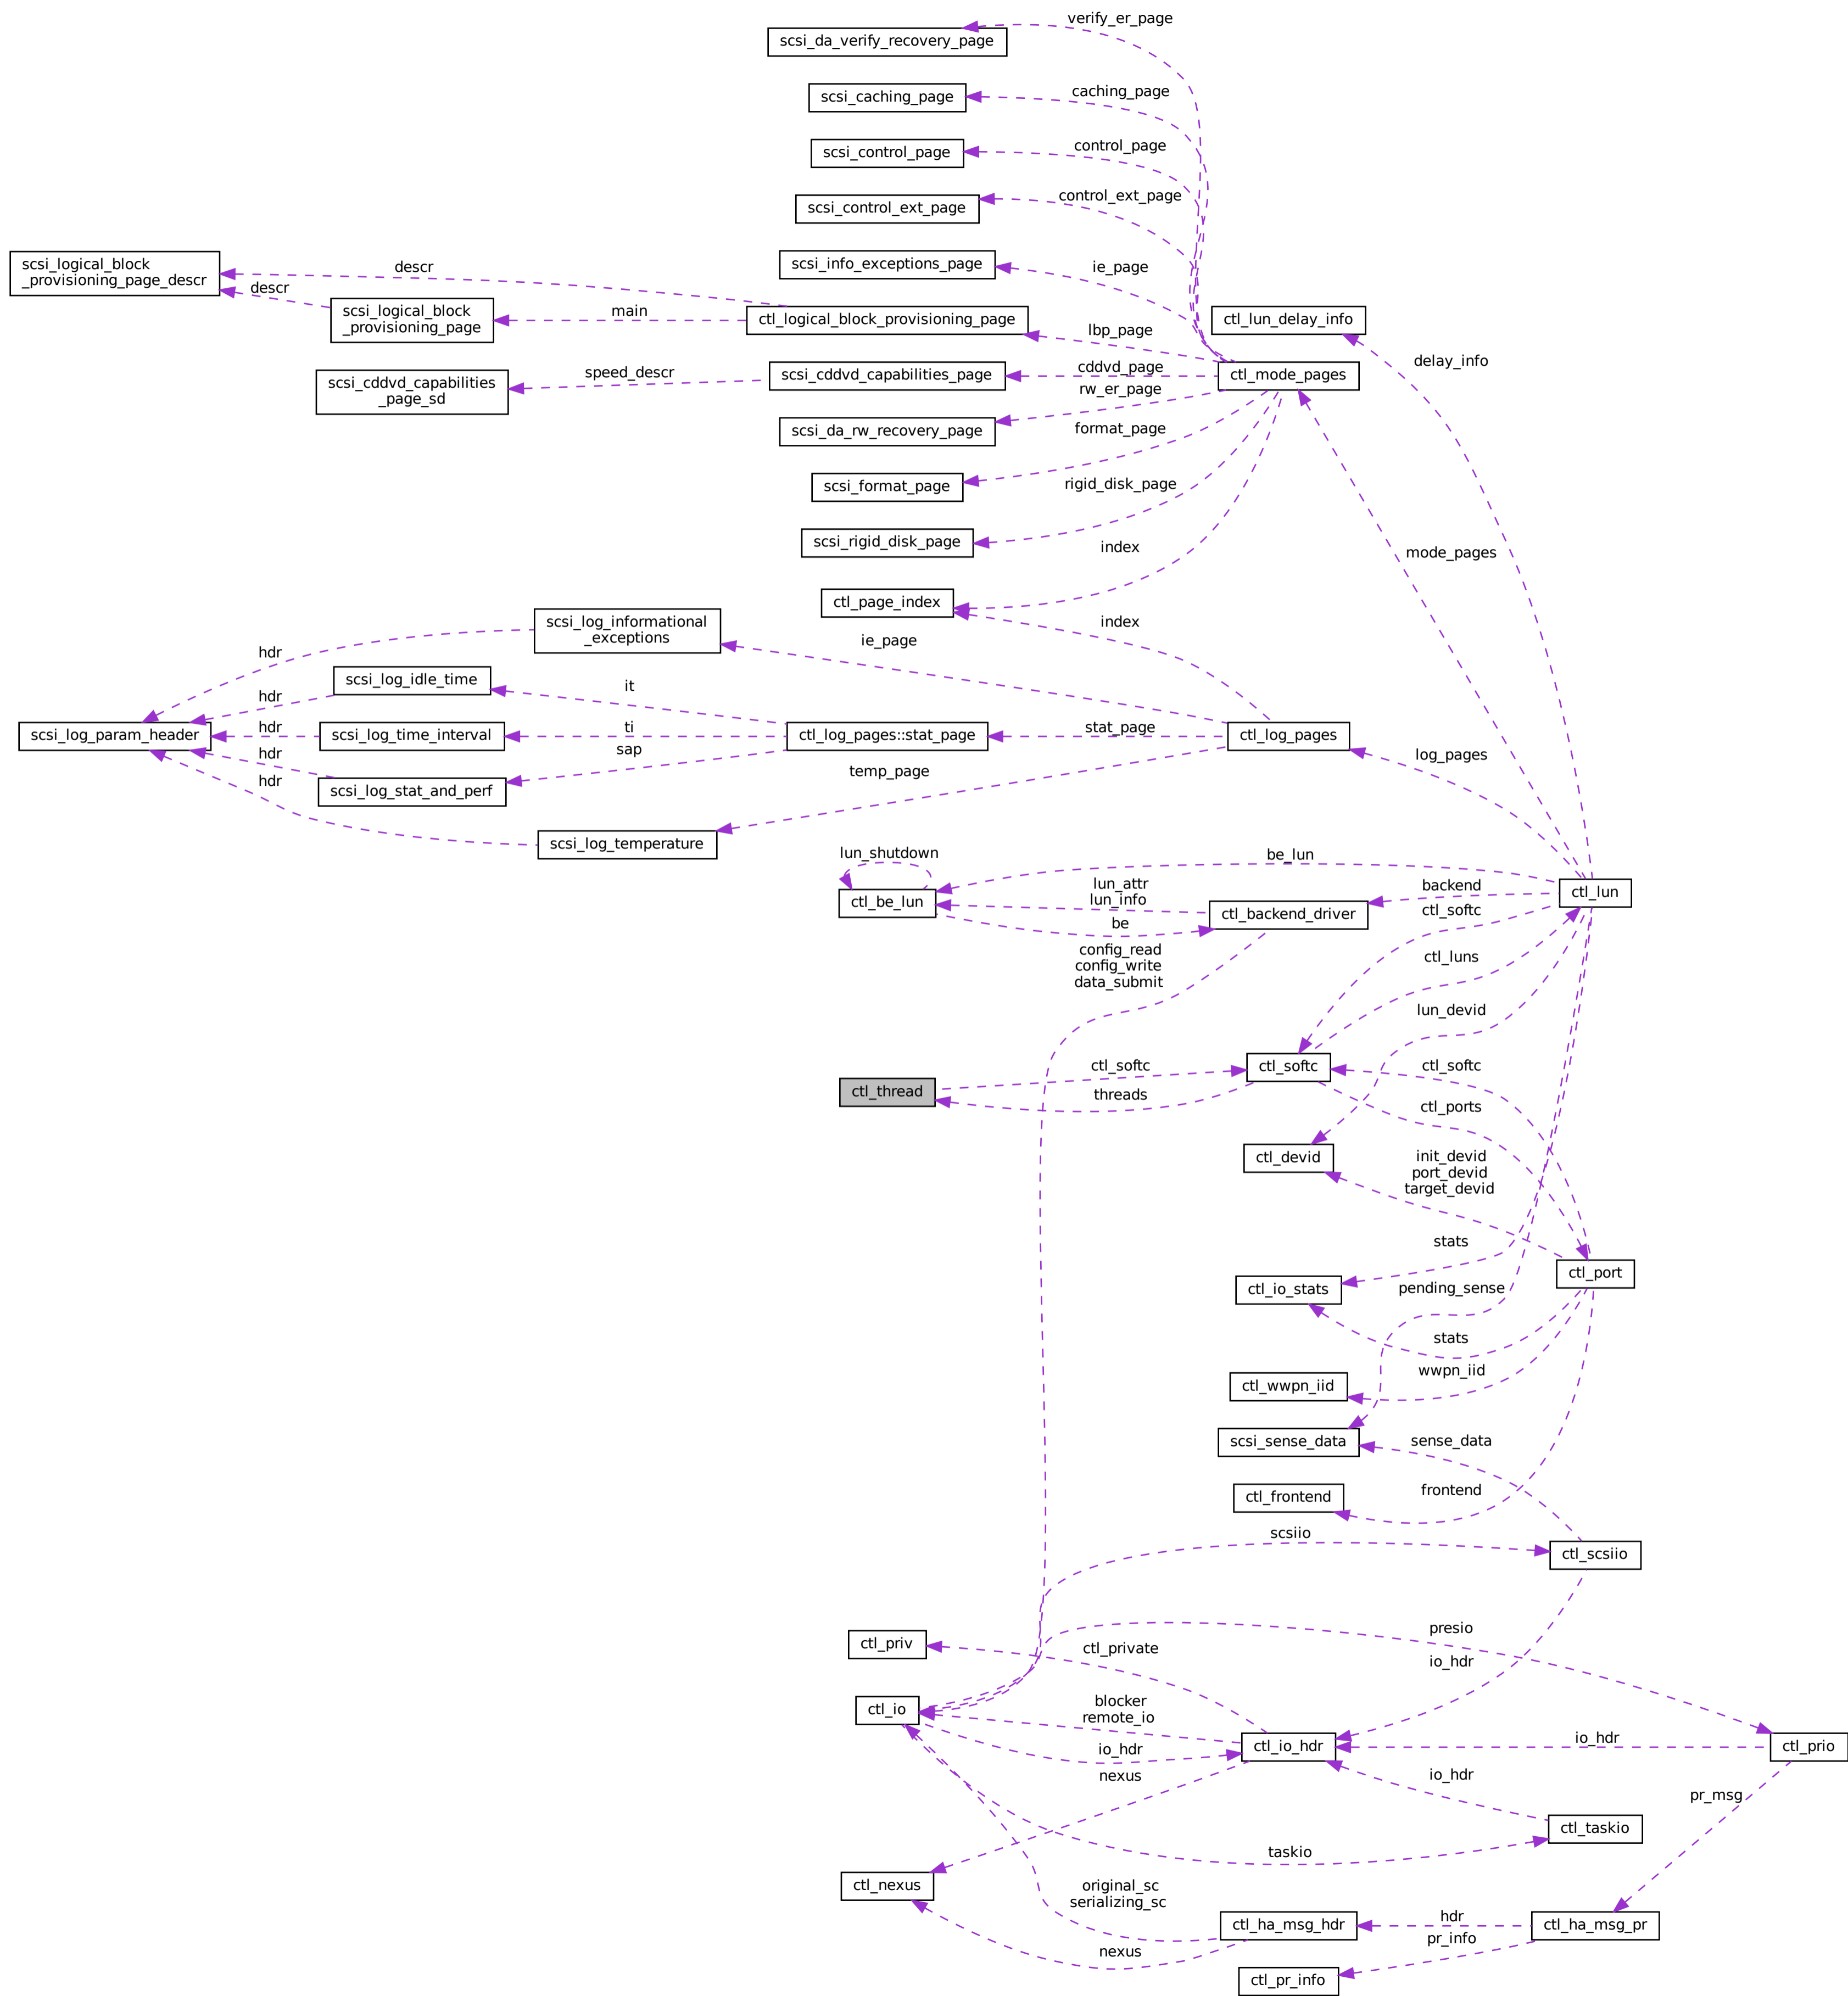 verify_er_page
scsi_da_verify_recovery_page
caching_page
scsi_caching_page
control_page
scsi_control_page
control_ext_page
scsi_control_ext_page
scsi_logical_block
_provisioning_page_descr
descr
descr
scsi_info_exceptions_page
ie_page
scsi_logical_block
_provisioning_page
main
ctl_logical_block_provisioning_page
lbp_page
ctl_lun_delay_info
delay_info
scsi_cddvd_capabilities
_page_sd
speed_descr
scsi_cddvd_capabilities_page
cddvd_page
ctl_mode_pages
rw_er_page
scsi_da_rw_recovery_page
format_page
scsi_format_page
rigid_disk_page
scsi_rigid_disk_page
mode_pages
index
ctl_page_index
index
scsi_log_informational
_exceptions
ie_page
hdr
scsi_log_idle_time
it
hdr
scsi_log_param_header
hdr
scsi_log_time_interval
ti
ctl_log_pages::stat_page
stat_page
ctl_log_pages
log_pages
hdr
sap
scsi_log_stat_and_perf
hdr
temp_page
scsi_log_temperature
lun_shutdown
be_lun
ctl_be_lun
lun_attr
lun_info
be
ctl_backend_driver
backend
ctl_lun
ctl_softc
config_read
config_write
data_submit
ctl_luns
lun_devid
ctl_thread
ctl_softc
threads
ctl_softc
ctl_softc
ctl_ports
ctl_devid
init_devid
port_devid
target_devid
stats
ctl_port
ctl_io_stats
pending_sense
stats
wwpn_iid
ctl_wwpn_iid
scsi_sense_data
sense_data
ctl_frontend
frontend
scsiio
ctl_scsiio
ctl_priv
ctl_private
presio
io_hdr
ctl_io
blocker
remote_io
io_hdr
ctl_io_hdr
io_hdr
ctl_prio
nexus
io_hdr
pr_msg
ctl_taskio
taskio
ctl_nexus
original_sc
serializing_sc
ctl_ha_msg_hdr
hdr
ctl_ha_msg_pr
pr_info
nexus
ctl_pr_info